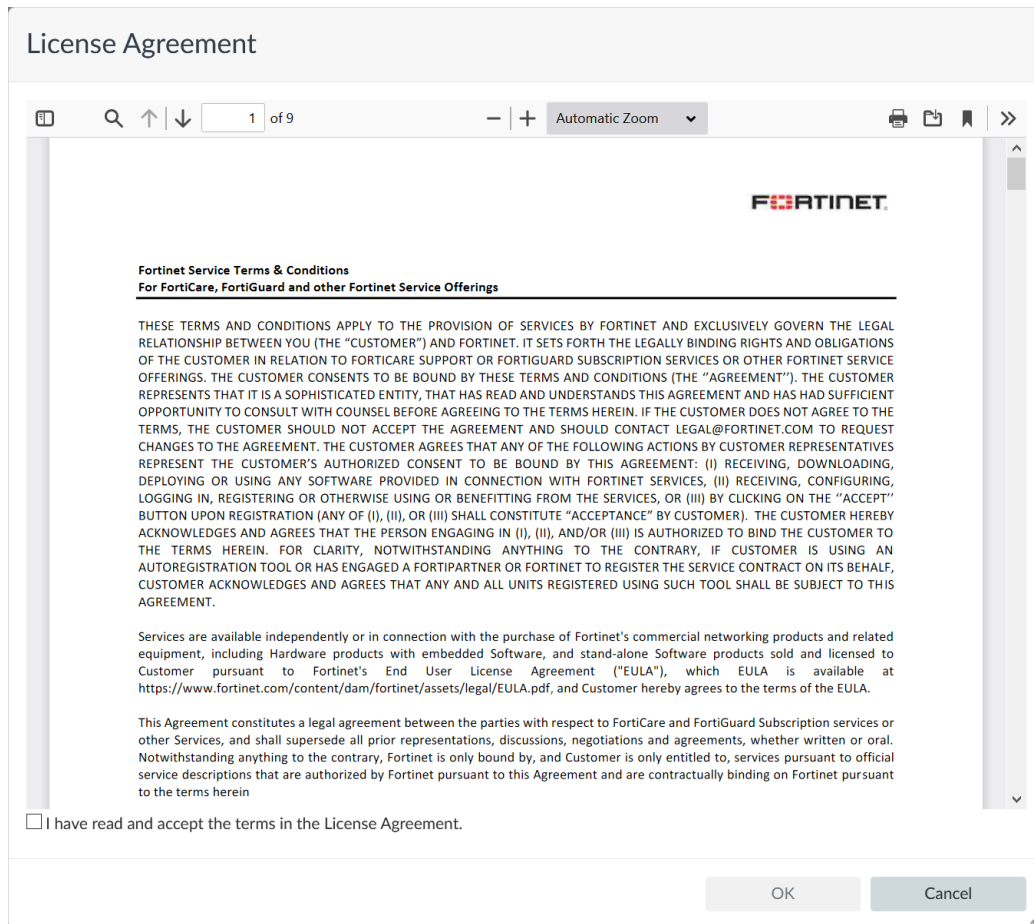 License Agreement
1 of 9
Automatic Zoom
FORTINET
Fortinet Service Terms & Conditions
For FortiCare, FortiGuard and other Fortinet Service Offerings
THESE TERMS AND CONDITIONS APPLY TO THE PROVISION OF SERVICES BY FORTINET AND EXCLUSIVELY GOVERN THE LEGAL
RELATIONSHIP BETWEEN YOU (THE “CUSTOMER”) AND FORTINET. IT SETS FORTH THE LEGALLY BINDING RIGHTS AND OBLIGATIONS
OF THE CUSTOMER IN RELATION TO FORTICARE SUPPORT OR FORTIGUARD SUBSCRIPTION SERVICES OR OTHER FORTINET SERVICE
OFFERINGS. THE CUSTOMER CONSENTS TO BE BOUND BY THESE TERMS AND CONDITIONS (THE ‘’AGREEMENT’’). THE CUSTOMER
REPRESENTS THAT IT IS A SOPHISTICATED ENTITY, THAT HAS READ AND UNDERSTANDS THIS AGREEMENT AND HAS HAD SUFFICIENT
OPPORTUNITY TO CONSULT WITH COUNSEL BEFORE AGREEING TO THE TERMS HEREIN. IF THE CUSTOMER DOES NOT AGREE TO THE
TERMS, THE CUSTOMER SHOULD NOT ACCEPT THE AGREEMENT AND SHOULD CONTACT LEGAL@FORTINET.COM TO REQUEST
CHANGES TO THE AGREEMENT. THE CUSTOMER AGREES THAT ANY OF THE FOLLOWING ACTIONS BY CUSTOMER REPRESENTATIVES
REPRESENT THE CUSTOMER’S AUTHORIZED CONSENT TO BE BOUND BY THIS AGREEMENT: (I) RECEIVING, DOWNLOADING,
DEPLOYING OR USING ANY SOFTWARE PROVIDED IN CONNECTION WITH FORTINET SERVICES, (II) RECEIVING, CONFIGURING,
LOGGING IN, REGISTERING OR OTHERWISE USING OR BENEFITTING FROM THE SERVICES, OR (III) BY CLICKING ON THE ‘’ACCEPT’’
BUTTON UPON REGISTRATION (ANY OF (I), (II), OR (III) SHALL CONSTITUTE “ACCEPTANCE” BY CUSTOMER). THE CUSTOMER HEREBY
ACKNOWLEDGES AND AGREES THAT THE PERSON ENGAGING IN (I), (II), AND/OR (III) IS AUTHORIZED TO BIND THE CUSTOMER TO
THE TERMS HEREIN. FOR CLARITY, NOTWITHSTANDING ANYTHING TO THE CONTRARY, IF CUSTOMER IS USING AN
AUTOREGISTRATION TOOL OR HAS ENGAGED A FORTIPARTNER OR FORTINET TO REGISTER THE SERVICE CONTRACT ON ITS BEHALF,
CUSTOMER ACKNOWLEDGES AND AGREES THAT ANY AND ALL UNITS REGISTERED USING SUCH TOOL SHALL BE SUBJECT TO THIS
AGREEMENT.
Services are available independently or in connection with the purchase of Fortinet's commercial networking products and related
equipment, including Hardware products with embedded Software, and stand-alone Software products sold and licensed to
Customer pursuant to Fortinet's End User License Agreement ("EULA"), which EULA is available at
https://www.fortinet.com/content/dam/fortinet/assets/legal/EULA.pdf, and Customer hereby agrees to the terms of the EULA.
This Agreement constitutes a legal agreement between the parties with respect to FortiCare and FortiGuard Subscription services or
other Services, and shall supersede all prior representations, discussions, negotiations and agreements, whether written or oral.
Notwithstanding anything to the contrary, Fortinet is only bound by, and Customer is only entitled to, services pursuant to official
service descriptions that are authorized by Fortinet pursuant to this Agreement and are contractually binding on Fortinet pursuant
to the terms herein
I have read and accept the terms in the License Agreement.
OK Cancel